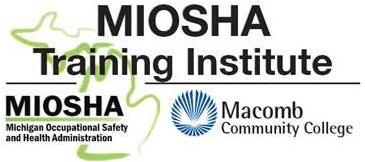 MIOSHA
Training Institute
MIOSHA
Michigan Occupational Safety
and Health Administration
Macomb
Community College